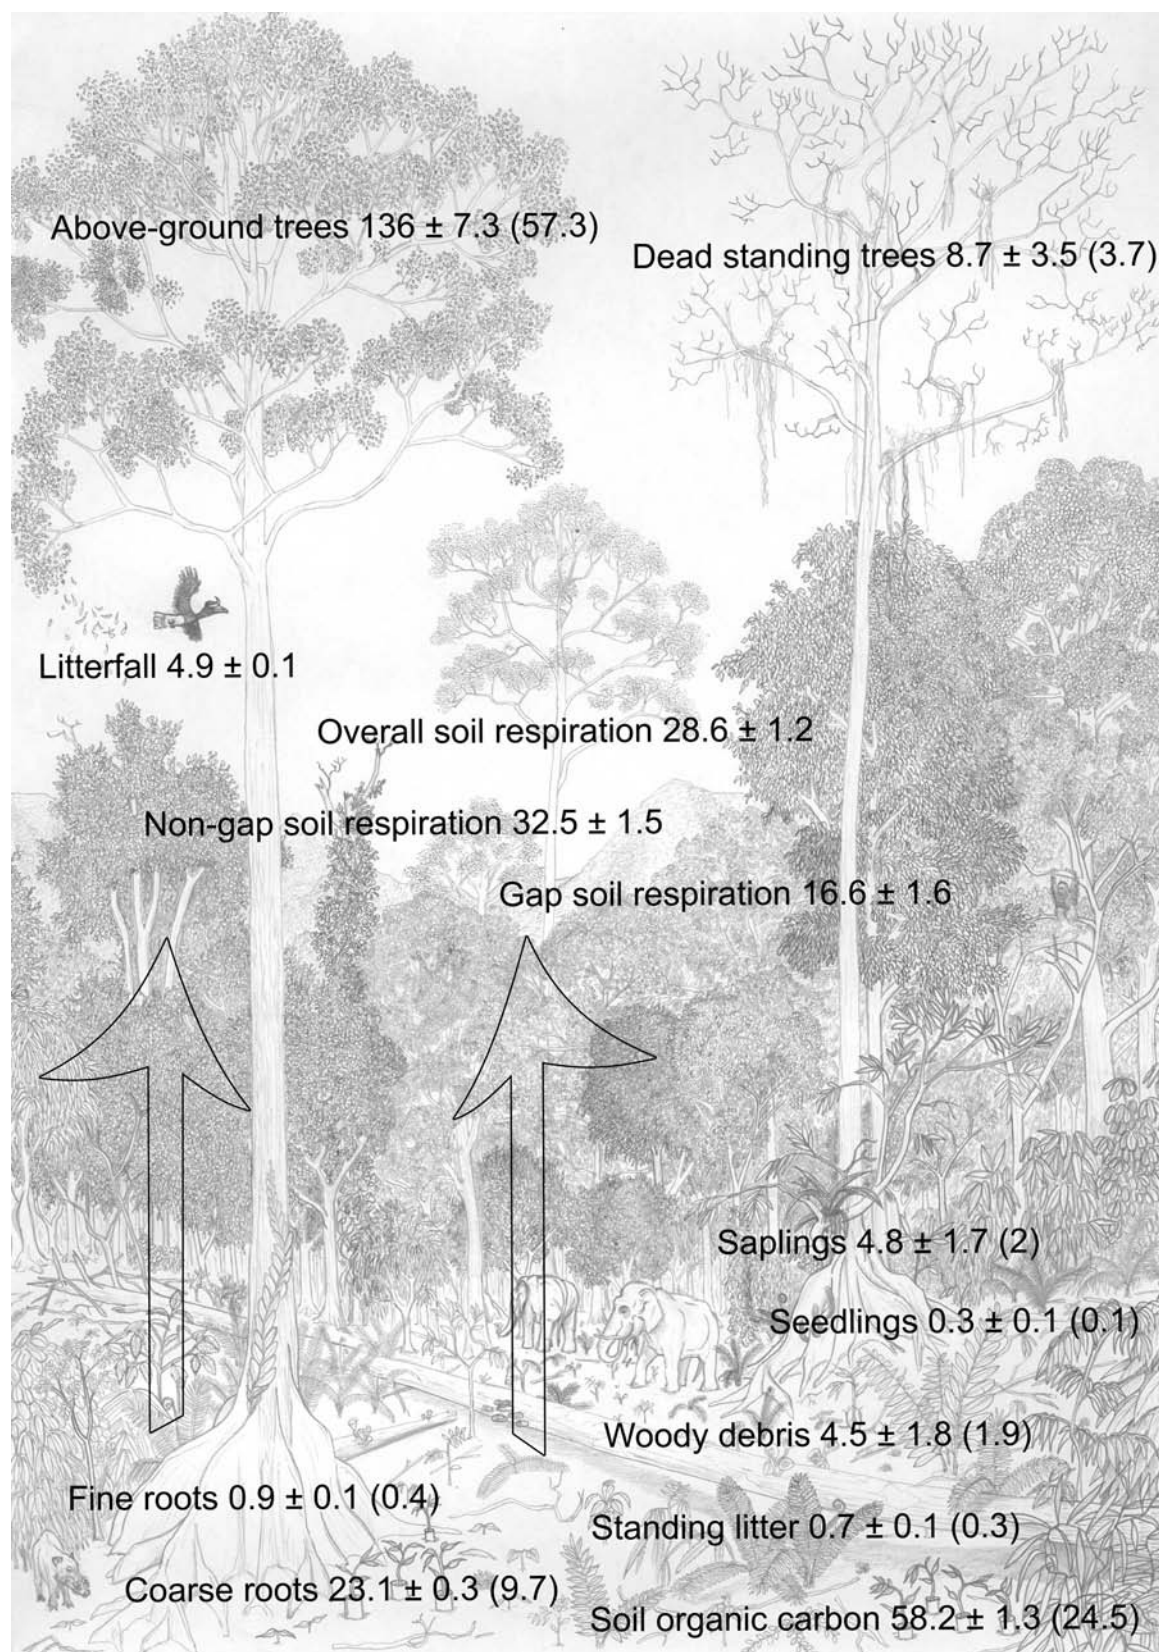 Above-ground trees 136 ± 7.3 (57.3)
Dead standing trees 8.7 ± 3.5 (3.7)
Litterfall 4.9 ± 0.1
Overall soil respiration 28.6 ± 1.2
Non-gap soil respiration 32.5 ± 1.5
Gap soil respiration 16.6 ± 1.6
Saplings 4.8 ± 1.7 (2)
Seedlings 0.3 ± 0.1 (0.1)
Woody debris 4.5 ± 1.8 (1.9)
Fine roots 0.9 ± 0.1 (0.4)
Standing litter 0.7 ± 0.1 (0.3)
Coarse roots 23.1 ± 0.3 (9.7)
Soil organic carbon 58.2 ± 1.3 (24.5)